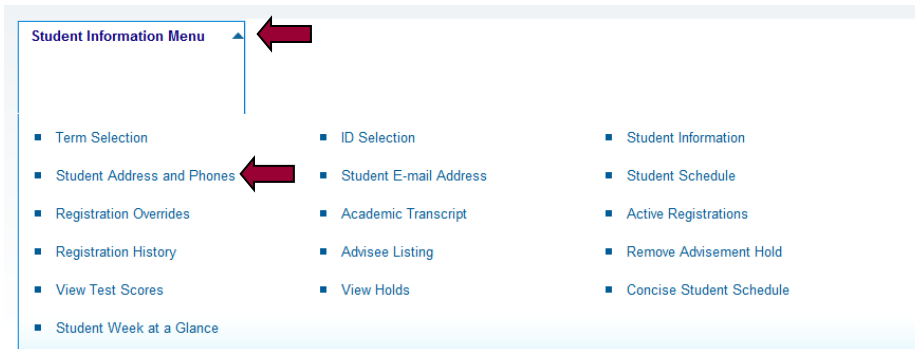 Student Information Menu
Term Selection
ID Selection
Student Information
Student Address and Phones
Student E-mail Address
Student Schedule
Registration Overrides
Academic Transcript
Active Registrations
Registration History
Advisee Listing
Remove Advisement Hold
View Test Scores
View Holds
Concise Student Schedule
Student Week at a Glance